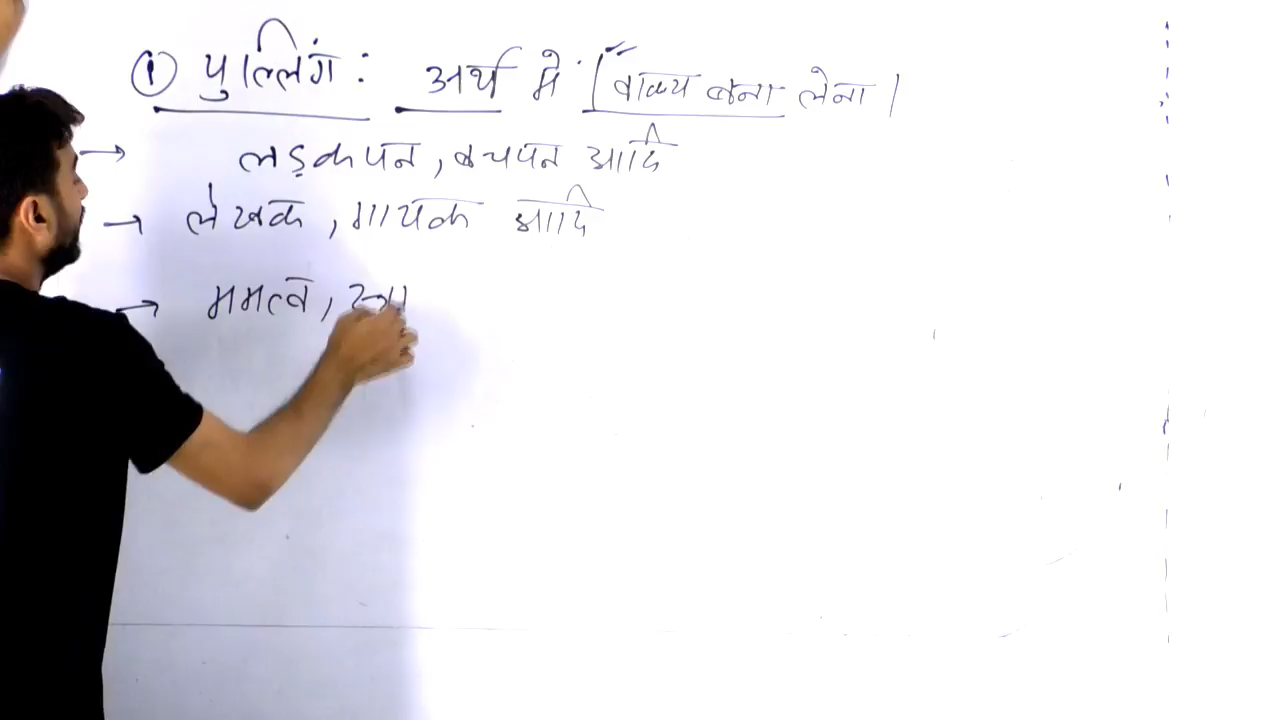 ① पुल्लिंग : अर्थ में । वाक्य बना लेना ।
→ लड़कपन , बचपन आदि
→ लेखक , गायक आदि
→ ममत्व ,